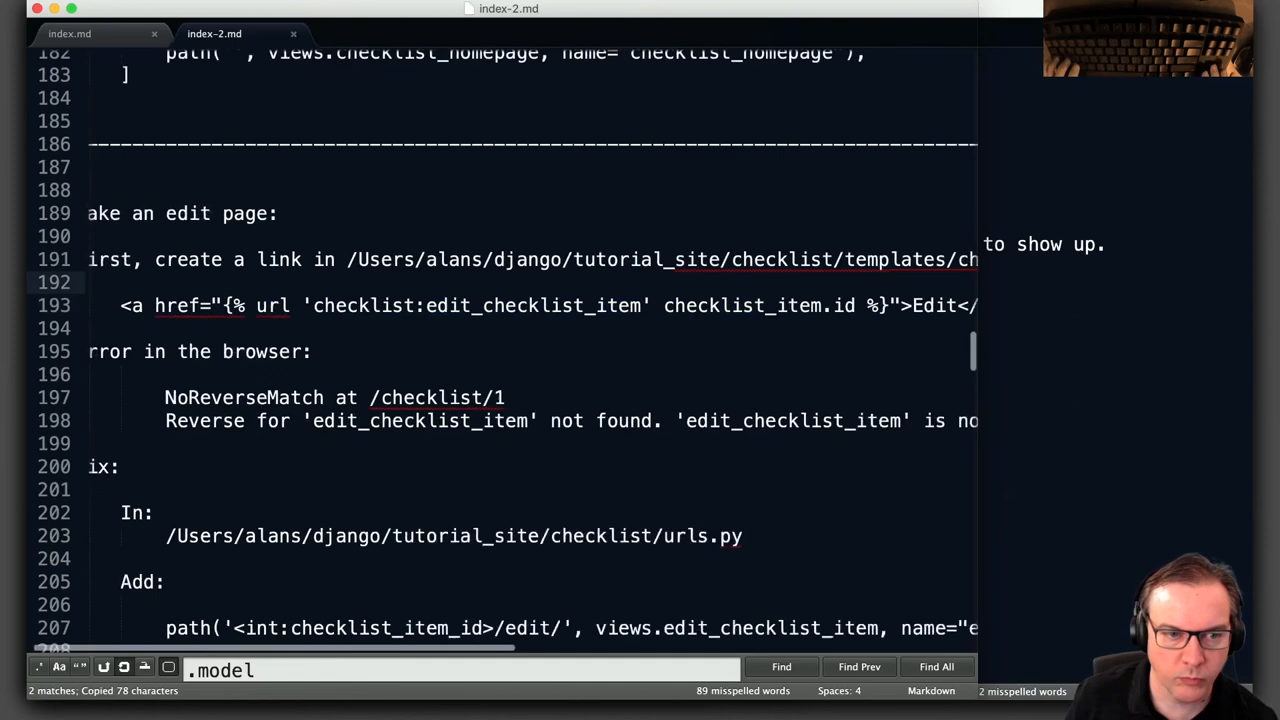 index-2.md
index.md
index-2.md
182 path( , views.checklist_homepage, name= checklist_homepage ),
183 ]
184
185
186 --------------------------------------------------------------------------------
187
188
189 ake an edit page:
190
191 irst, create a link in /Users/alans/django/tutorial_site/checklist/templates/ch
to show up.
192
193 <a href="{% url 'checklist:edit_checklist_item' checklist_item.id %}">Edit</
194
195 rror in the browser:
196
197 NoReverseMatch at /checklist/1
198 Reverse for 'edit_checklist_item' not found. 'edit_checklist_item' is no
199
200 ix:
201
202 In:
203 /Users/alans/django/tutorial_site/checklist/urls.py
204
205 Add:
206
207 path('<int:checklist_item_id>/edit/', views.edit_checklist_item, name="e
208
.* Aa “ ” .model Find Find Prev Find All
2 matches; Copied 78 characters 89 misspelled words Spaces: 4 Markdown 2 misspelled words